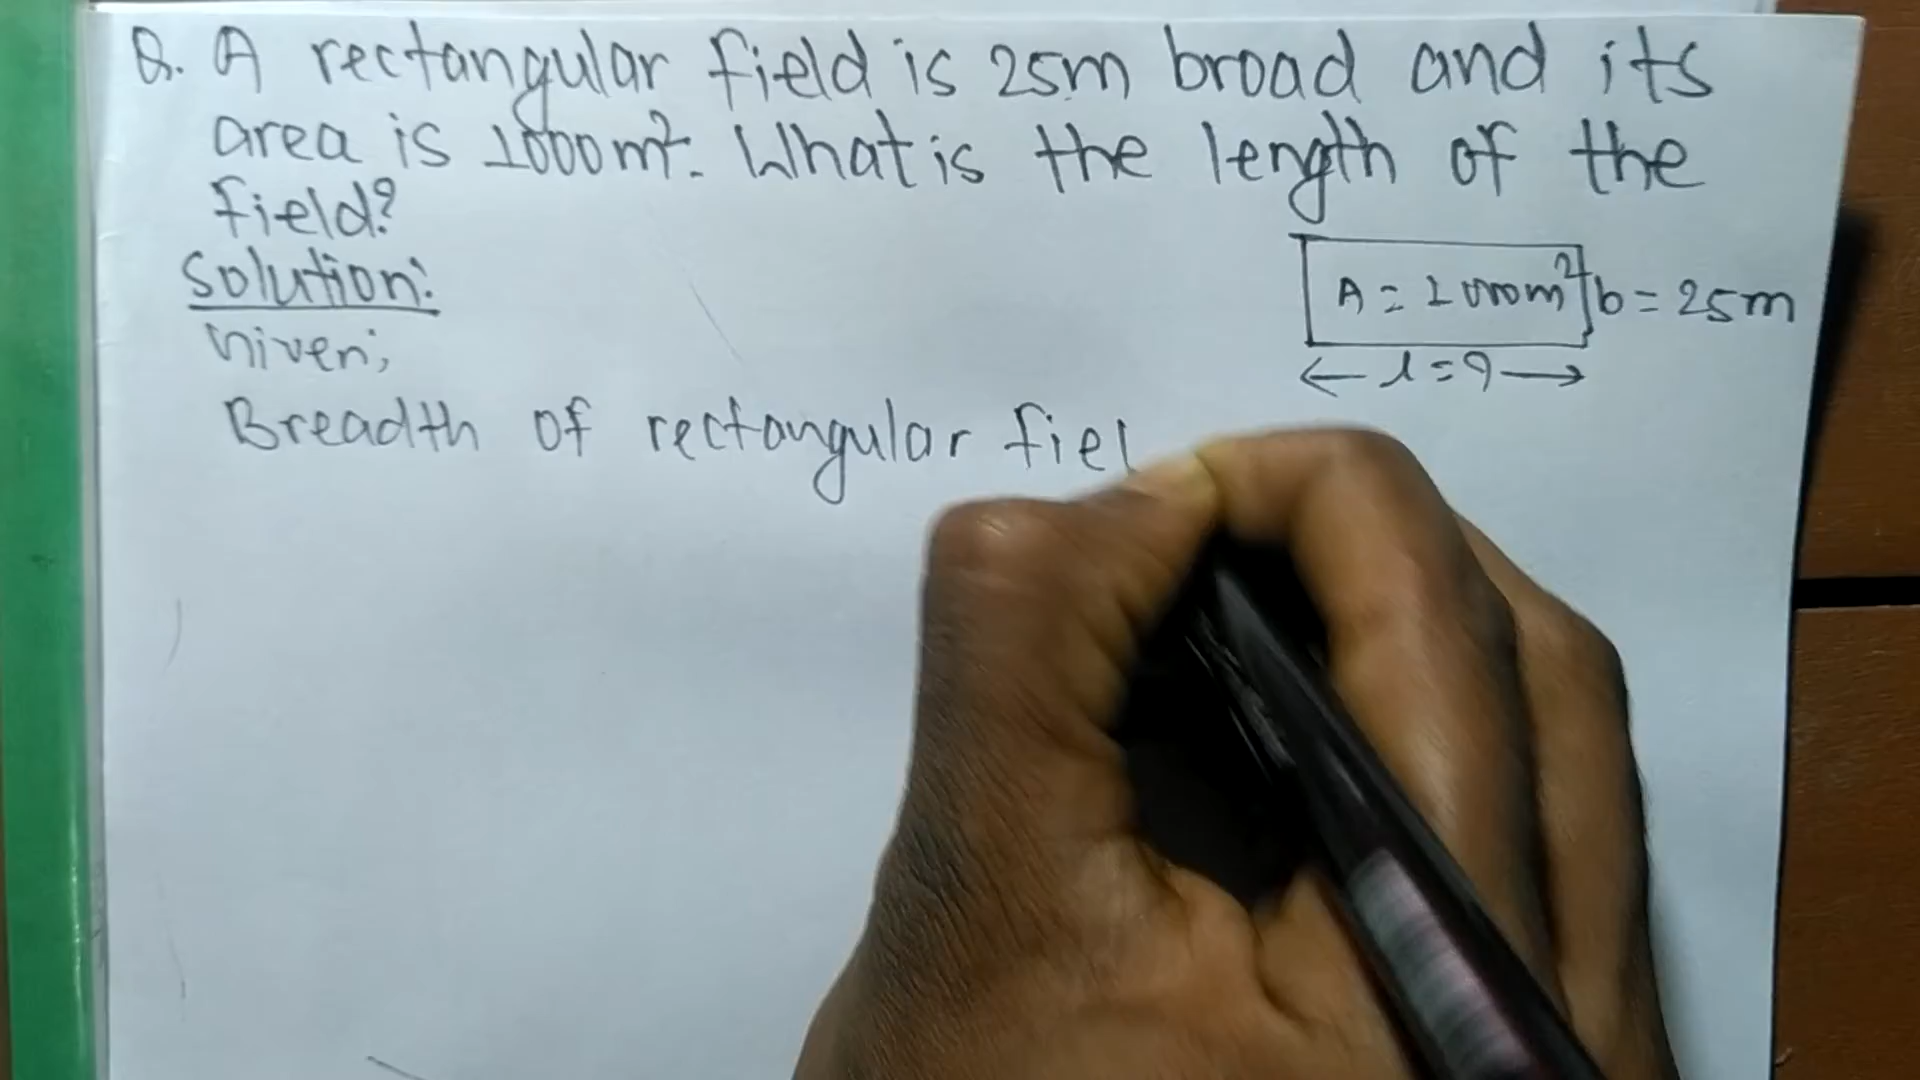 Q. A rectangular field is 25m broad and its
area is 1000m². What is the length of the
field?
Solution:
Given;
A = 1000m² b = 25m
l = ?
Breadth of rectangular fiel